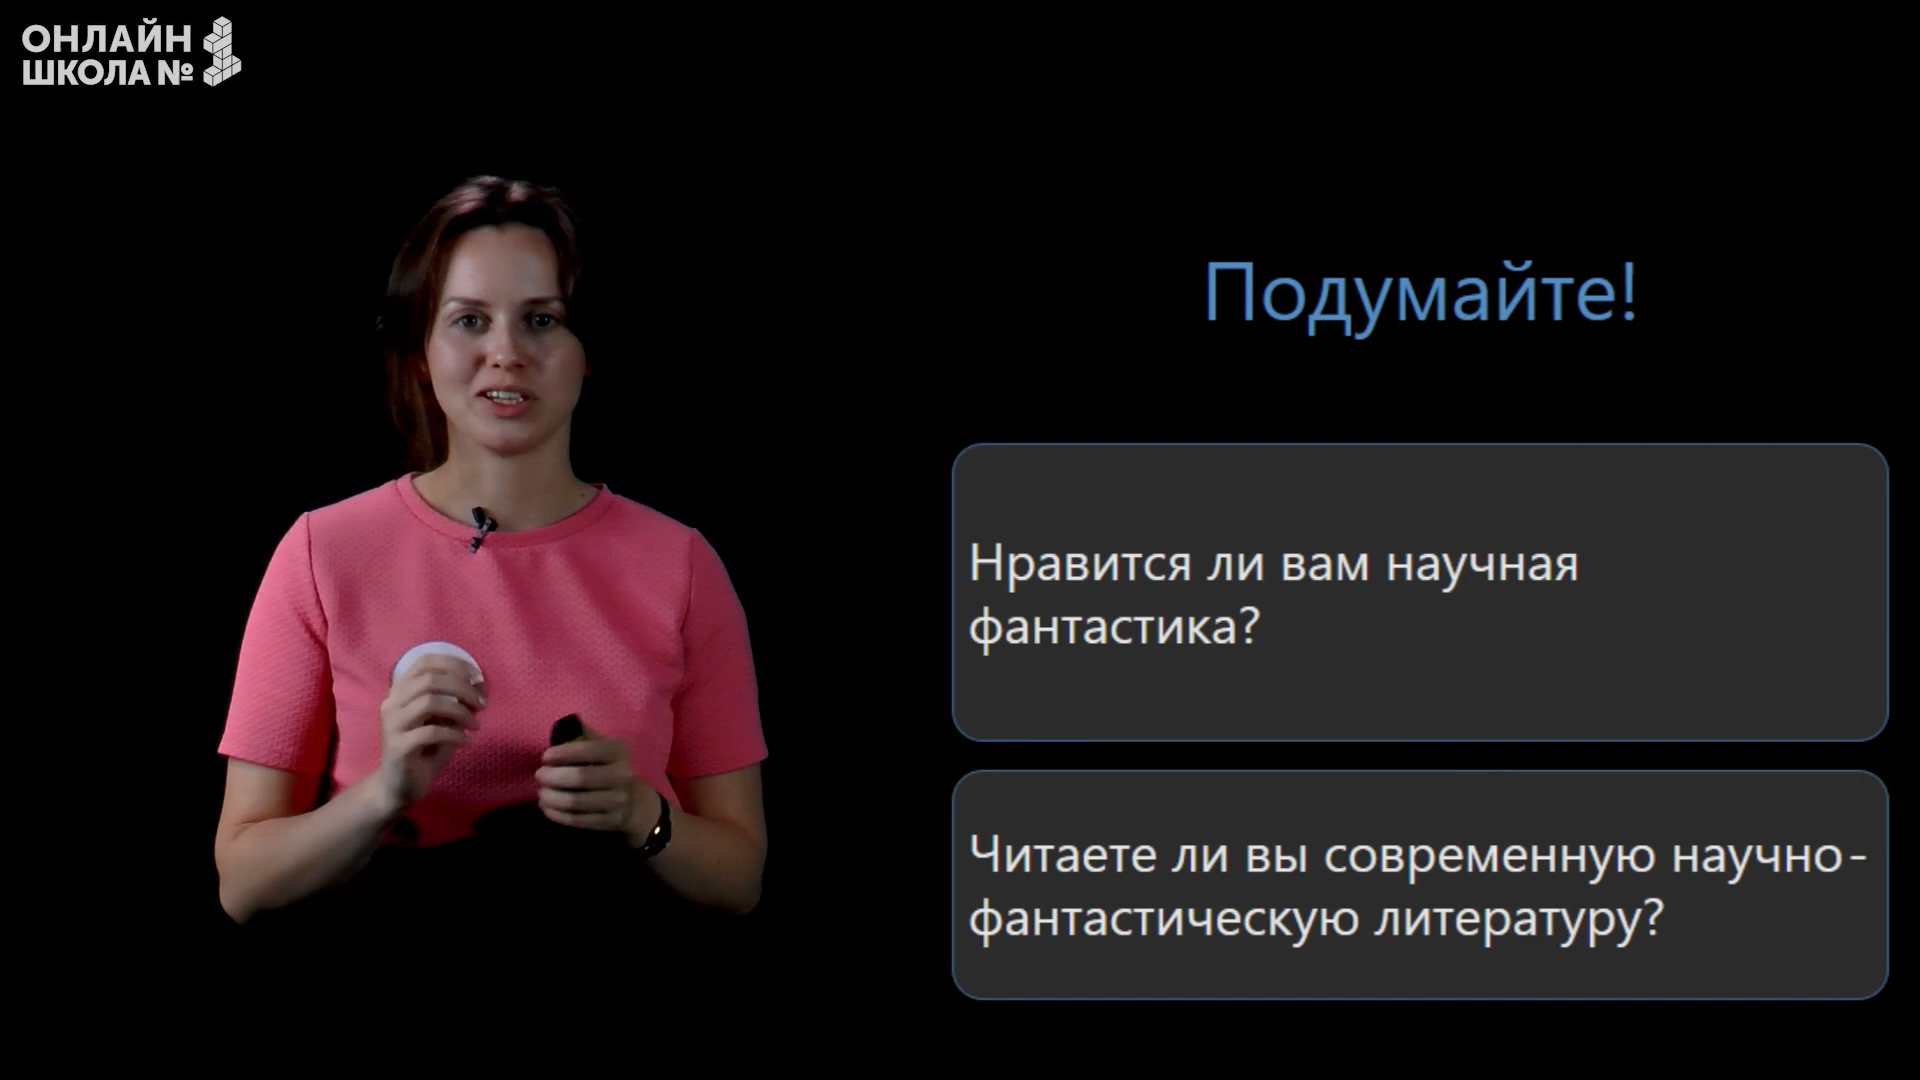 ОНЛАЙН
ШКОЛА №
Подумайте!
Нравится ли вам научная
фантастика?
Читаете ли вы современную научно-
фантастическую литературу?